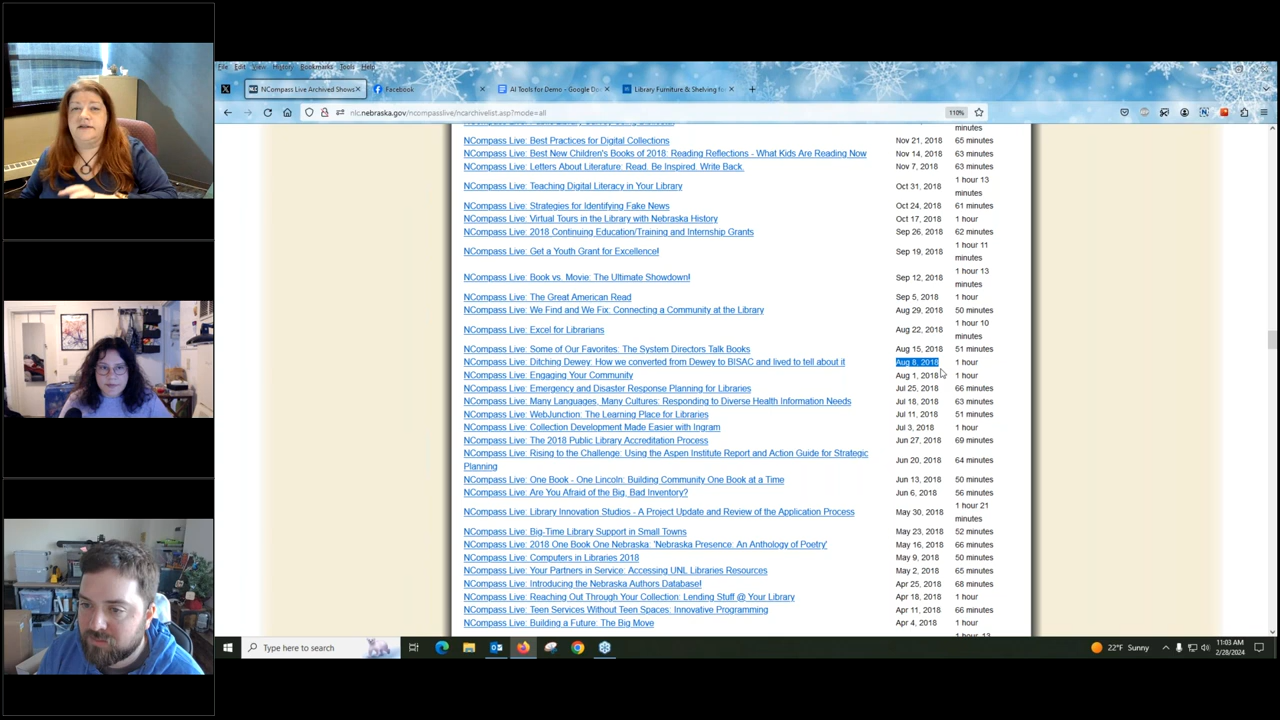 File Edit View History Bookmarks Tools Help
NCompass Live Archived Shows Facebook AI Tools for Demo - Google Do Library Furniture & Shelving for
nlc.nebraska.gov/ncompasslive/ncarchivelist.asp?mode=all 110%
minutes
NCompass Live: Best Practices for Digital Collections Nov 21, 2018 65 minutes
NCompass Live: Best New Children's Books of 2018: Reading Reflections - What Kids Are Reading Now Nov 14, 2018 63 minutes
NCompass Live: Letters About Literature: Read. Be Inspired. Write Back. Nov 7, 2018 63 minutes
NCompass Live: Teaching Digital Literacy in Your Library Oct 31, 2018 1 hour 13
minutes
NCompass Live: Strategies for Identifying Fake News Oct 24, 2018 61 minutes
NCompass Live: Virtual Tours in the Library with Nebraska History Oct 17, 2018 1 hour
NCompass Live: 2018 Continuing Education/Training and Internship Grants Sep 26, 2018 62 minutes
NCompass Live: Get a Youth Grant for Excellence! Sep 19, 2018 1 hour 11
minutes
NCompass Live: Book vs. Movie: The Ultimate Showdown! Sep 12, 2018 1 hour 13
minutes
NCompass Live: The Great American Read Sep 5, 2018 1 hour
NCompass Live: We Find and We Fix: Connecting a Community at the Library Aug 29, 2018 50 minutes
NCompass Live: Excel for Librarians Aug 22, 2018 1 hour 10
minutes
NCompass Live: Some of Our Favorites: The System Directors Talk Books Aug 15, 2018 51 minutes
NCompass Live: Ditching Dewey: How we converted from Dewey to BISAC and lived to tell about it Aug 8, 2018 1 hour
NCompass Live: Engaging Your Community Aug 1, 2018 1 hour
NCompass Live: Emergency and Disaster Response Planning for Libraries Jul 25, 2018 66 minutes
NCompass Live: Many Languages, Many Cultures: Responding to Diverse Health Information Needs Jul 18, 2018 63 minutes
NCompass Live: WebJunction: The Learning Place for Libraries Jul 11, 2018 51 minutes
NCompass Live: Collection Development Made Easier with Ingram Jul 3, 2018 1 hour
NCompass Live: The 2018 Public Library Accreditation Process Jun 27, 2018 69 minutes
NCompass Live: Rising to the Challenge: Using the Aspen Institute Report and Action Guide for Strategic
Planning Jun 20, 2018 64 minutes
NCompass Live: One Book - One Lincoln: Building Community One Book at a Time Jun 13, 2018 50 minutes
NCompass Live: Are You Afraid of the Big, Bad Inventory? Jun 6, 2018 56 minutes
NCompass Live: Library Innovation Studios - A Project Update and Review of the Application Process May 30, 2018 1 hour 21
minutes
NCompass Live: Big-Time Library Support in Small Towns May 23, 2018 52 minutes
NCompass Live: 2018 One Book One Nebraska: 'Nebraska Presence: An Anthology of Poetry' May 16, 2018 66 minutes
NCompass Live: Computers in Libraries 2018 May 9, 2018 50 minutes
NCompass Live: Your Partners in Service: Accessing UNL Libraries Resources May 2, 2018 65 minutes
NCompass Live: Introducing the Nebraska Authors Database! Apr 25, 2018 68 minutes
NCompass Live: Reaching Out Through Your Collection: Lending Stuff @ Your Library Apr 18, 2018 1 hour
NCompass Live: Teen Services Without Teen Spaces: Innovative Programming Apr 11, 2018 66 minutes
NCompass Live: Building a Future: The Big Move Apr 4, 2018 1 hour
Type here to search 22°F Sunny 11:03 AM
2/28/2024